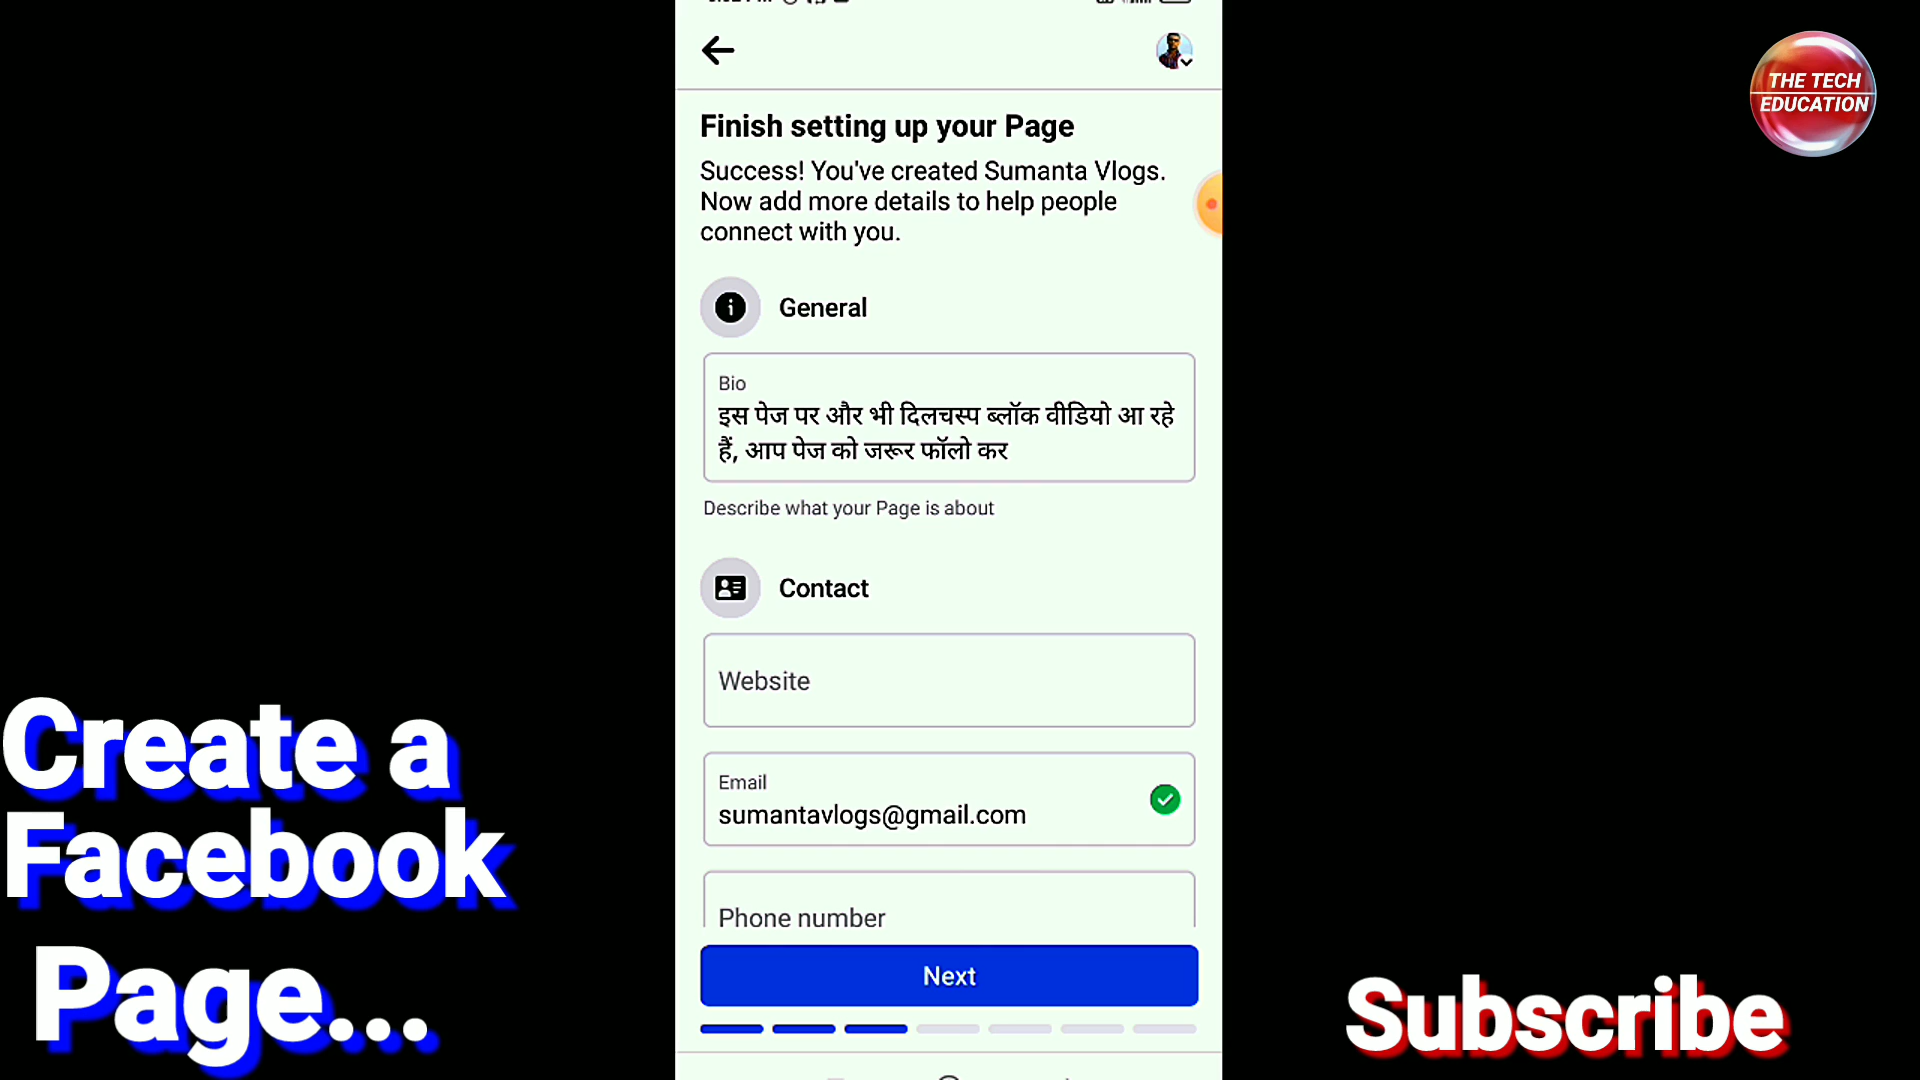 THE TECH
EDUCATION
Finish setting up your Page
Success! You've created Sumanta Vlogs.
Now add more details to help people
connect with you.
General
Bio
इस पेज पर और भी दिलचस्प ब्लॉक वीडियो आ रहे
हैं, आप पेज को जरूर फॉलो कर
Describe what your Page is about
Contact
Website
Email
sumantavlogs@gmail.com
Phone number
Next
Create a
Facebook
Page...
Subscribe